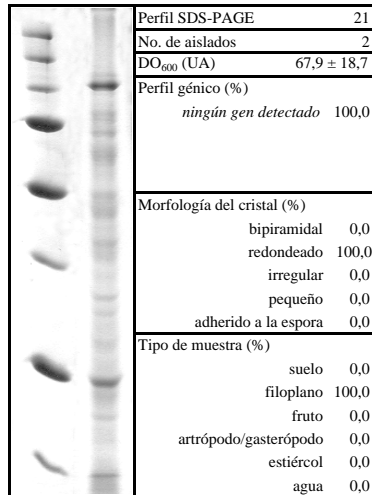 Perfil SDS-PAGE 21
No. de aislados 2
DO600 (UA) 67,9 ± 18,7
Perfil génico (%)
ningún gen detectado 100,0
Morfología del cristal (%)
bipiramidal 0,0
redondeado 100,0
irregular 0,0
pequeño 0,0
adherido a la espora 0,0
Tipo de muestra (%)
suelo 0,0
filoplano 100,0
fruto 0,0
artrópodo/gasterópodo 0,0
estiércol 0,0
agua 0,0